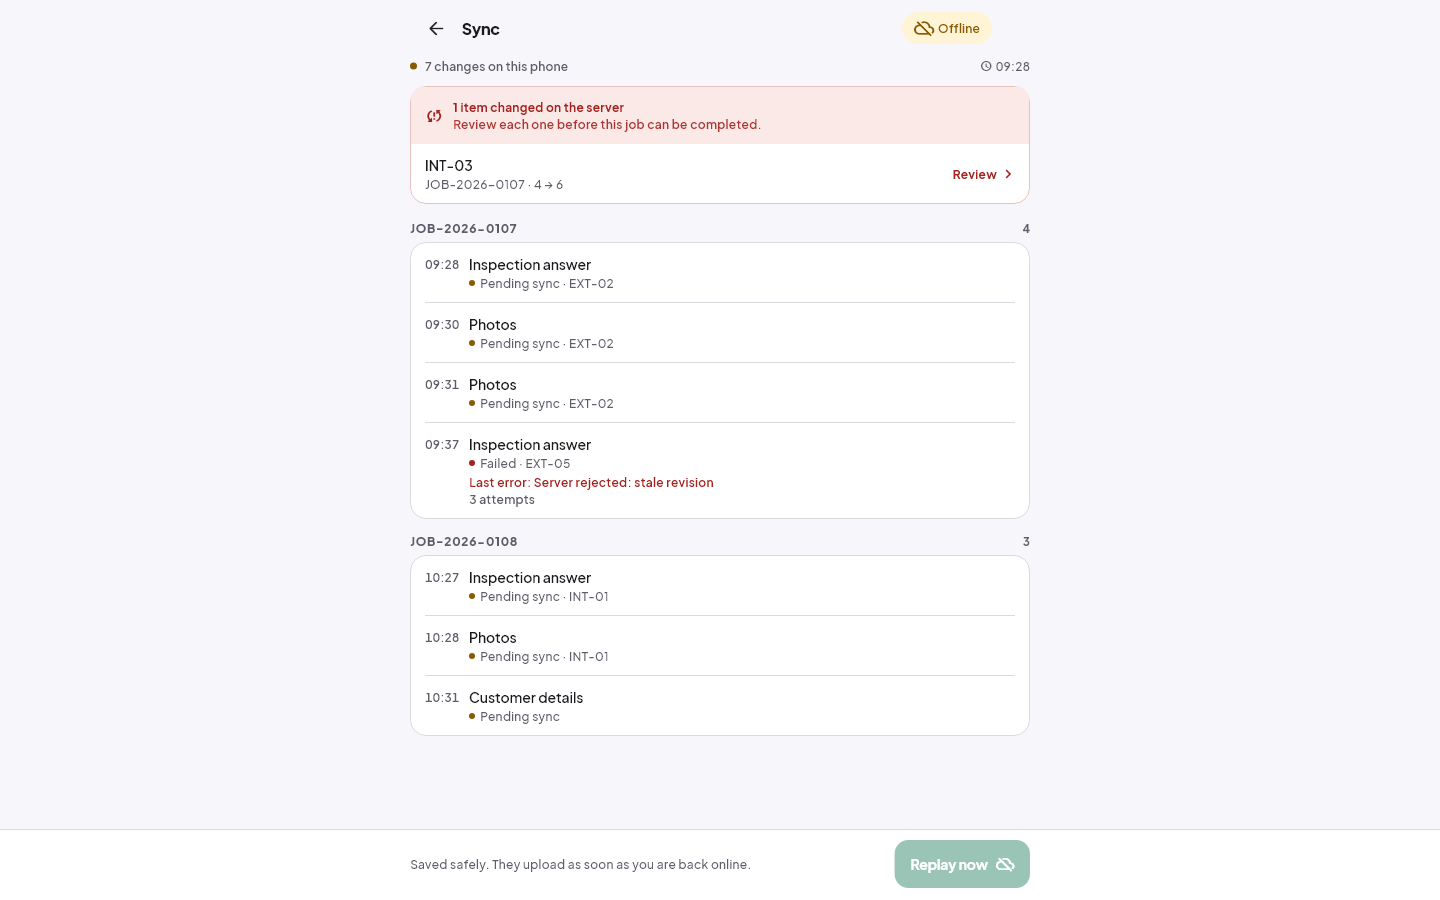 Sync
Offline
7 changes on this phone
09:28
1 item changed on the server
Review each one before this job can be completed.
INT-03
JOB-2026-0107 · 4 → 6
Review
JOB-2026-0107
4
09:28 Inspection answer
Pending sync · EXT-02
09:30 Photos
Pending sync · EXT-02
09:31 Photos
Pending sync · EXT-02
09:37 Inspection answer
Failed · EXT-05
Last error: Server rejected: stale revision
3 attempts
JOB-2026-0108
3
10:27 Inspection answer
Pending sync · INT-01
10:28 Photos
Pending sync · INT-01
10:31 Customer details
Pending sync
Saved safely. They upload as soon as you are back online.
Replay now